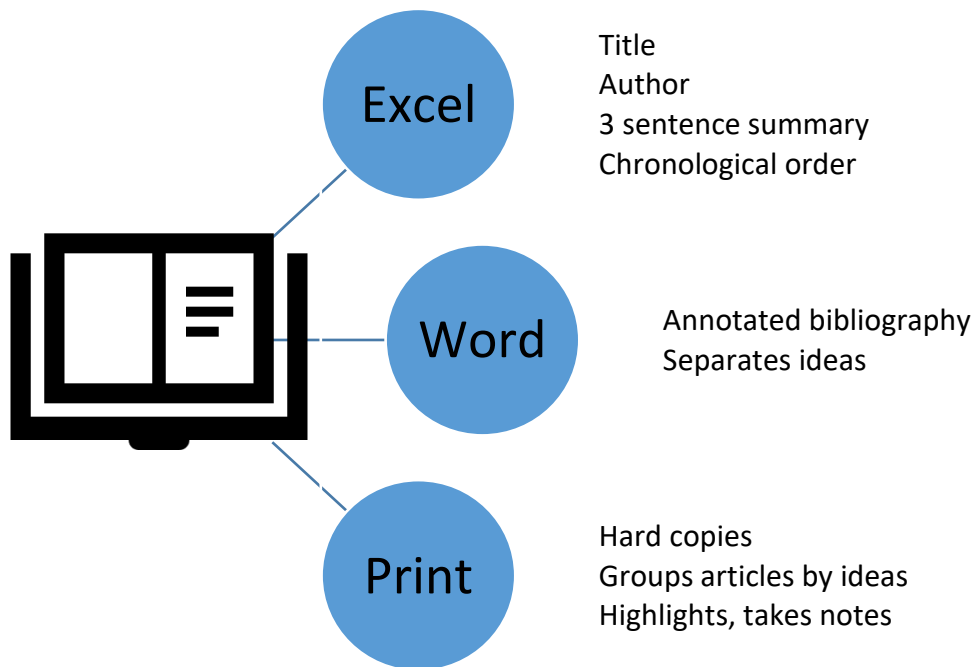 Excel
Title
Author
3 sentence summary
Chronological order
Word
Annotated bibliography
Separates ideas
Print
Hard copies
Groups articles by ideas
Highlights, takes notes